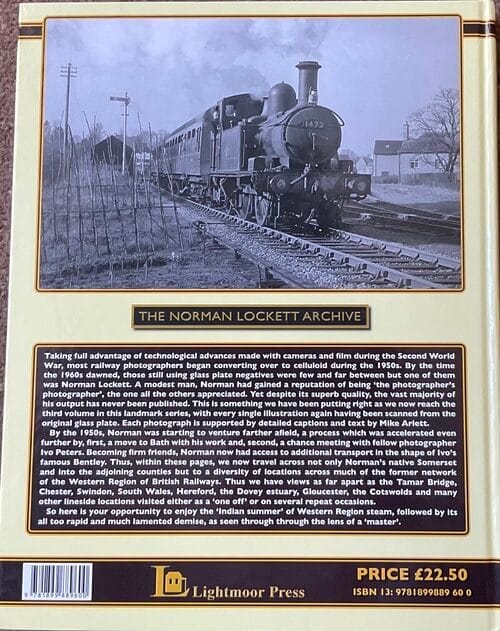 1472
THE NORMAN LOCKETT ARCHIVE
Taking full advantage of technological advances made with cameras and film during the Second World
War, most railway photographers began converting over to celluloid during the 1950s. By the time
the 1960s dawned, those still using glass plate negatives were few and far between but one of them
was Norman Lockett. A modest man, Norman had gained a reputation of being ‘the photographer’s
photographer’, the one all the others appreciated. Yet despite its superb quality, the vast majority of
his output has never been published. This is something we have been putting right as we now reach the
third volume in this landmark series, with every single illustration again having been scanned from the
original glass plate. Each photograph is supported by detailed captions and text by Mike Arlett.
By the 1950s, Norman was starting to venture farther afield, a process which was accelerated even
further by, first, a move to Bath with his work and, second, a chance meeting with fellow photographer
Ivo Peters. Becoming firm friends, Norman now had access to additional transport in the shape of Ivo’s
famous Bentley. Thus, within these pages, we now travel across not only Norman’s native Somerset
and into the adjoining counties but to a diversity of locations across much of the former network
of the Western Region of British Railways. Thus we have views as far apart as the Tamar Bridge,
Chester, Swindon, South Wales, Hereford, the Dovey estuary, Gloucester, the Cotswolds and many
other lineside locations visited either as a ‘one off’ or on several repeat occasions.
So here is your opportunity to enjoy the ‘Indian summer’ of Western Region steam, followed by its
all too rapid and much lamented demise, as seen through through the lens of a ‘master’.
9 781899 889600
Lightmoor Press
PRICE £22.50
ISBN 13: 9781899889 60 0